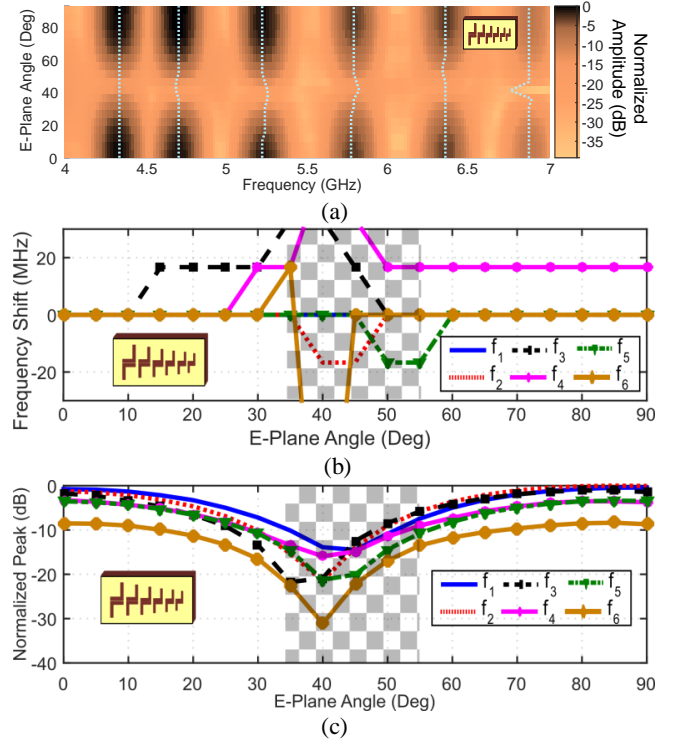 E-Plane Angle (Deg)
90
80
60
40
20
0
4
4.5
5
5.5
6
6.5
7
Frequency (GHz)
0
-5
-10
-15
-20
-25
-30
-35
Normalized
Amplitude (dB)
(a)
Frequency Shift (MHz)
20
0
-20
f1 f3 f5
f2 f4 f6
0 10 20 30 40 50 60 70 80 90
E-Plane Angle (Deg)
(b)
Normalized Peak (dB)
0
-10
-20
-30
-40
f1 f3 f5
f2 f4 f6
0 10 20 30 40 50 60 70 80 90
E-Plane Angle (Deg)
(c)